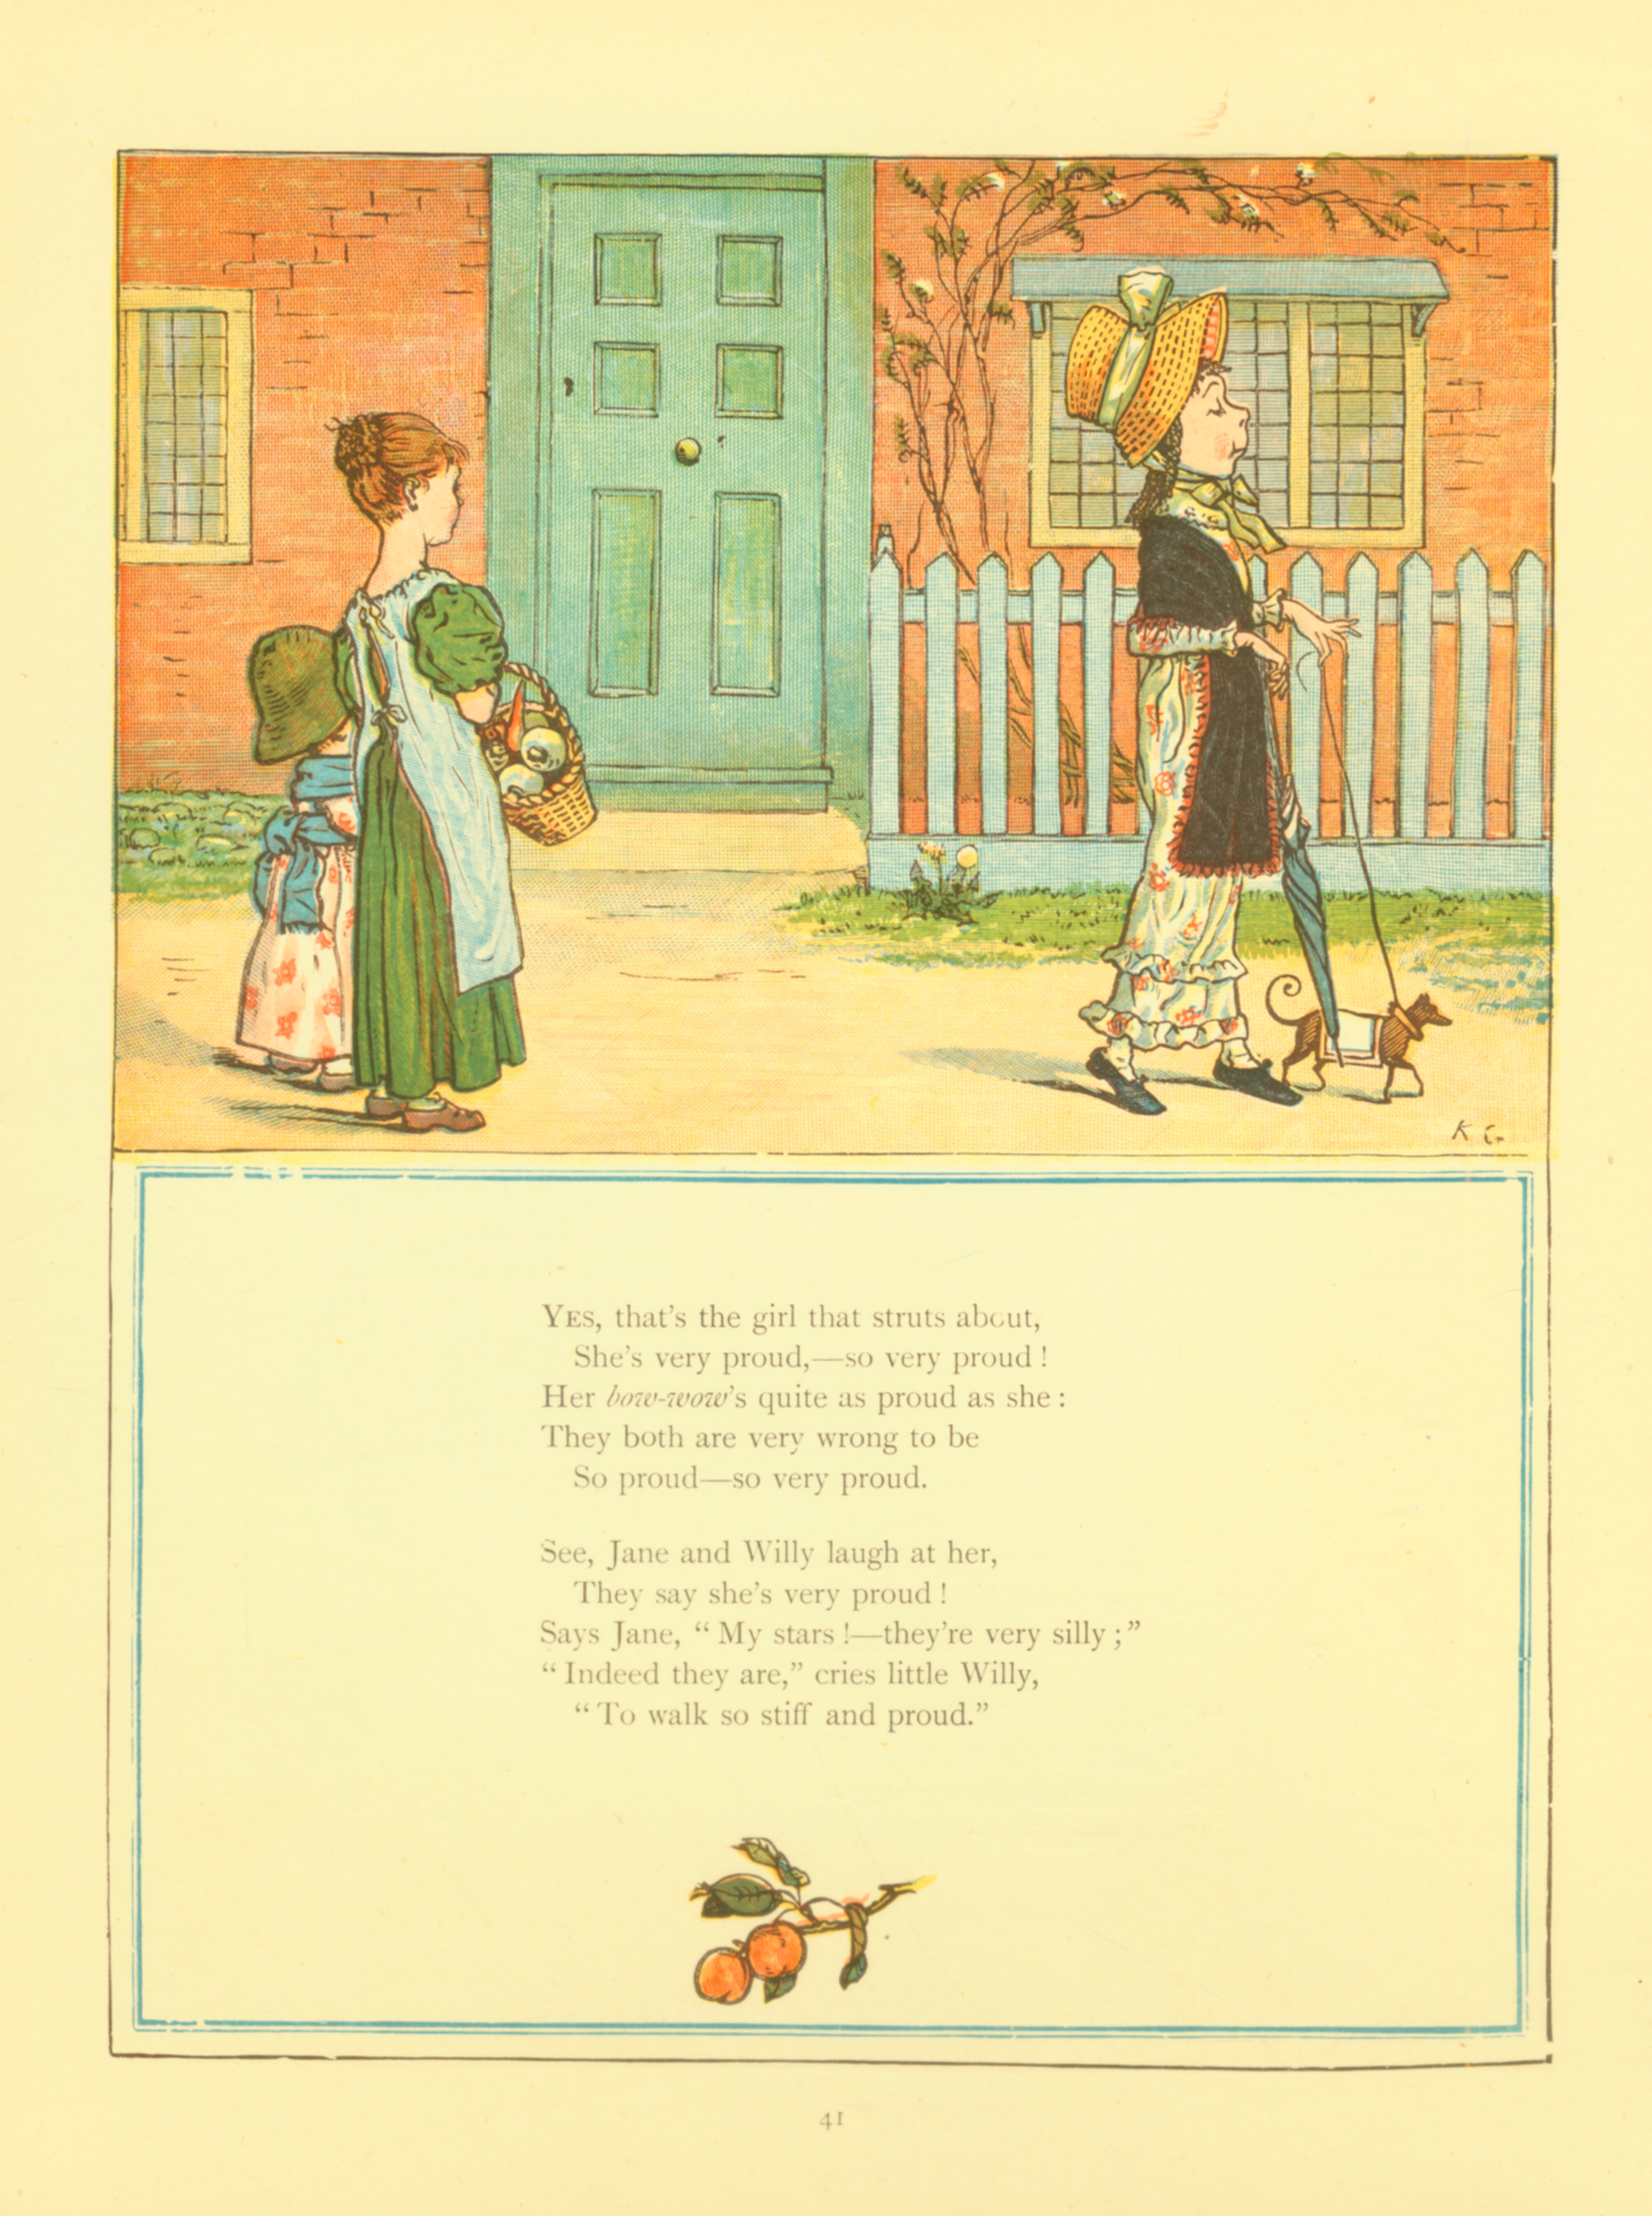 K G.
YES, that's the girl that struts about,
She's very proud,—so very proud!
Her bow-wow's quite as proud as she:
They both are very wrong to be
So proud—so very proud.
See, Jane and Willy laugh at her,
They say she's very proud!
Says Jane, “My stars!—they're very silly;”
“Indeed they are,” cries little Willy,
“To walk so stiff and proud.”
41